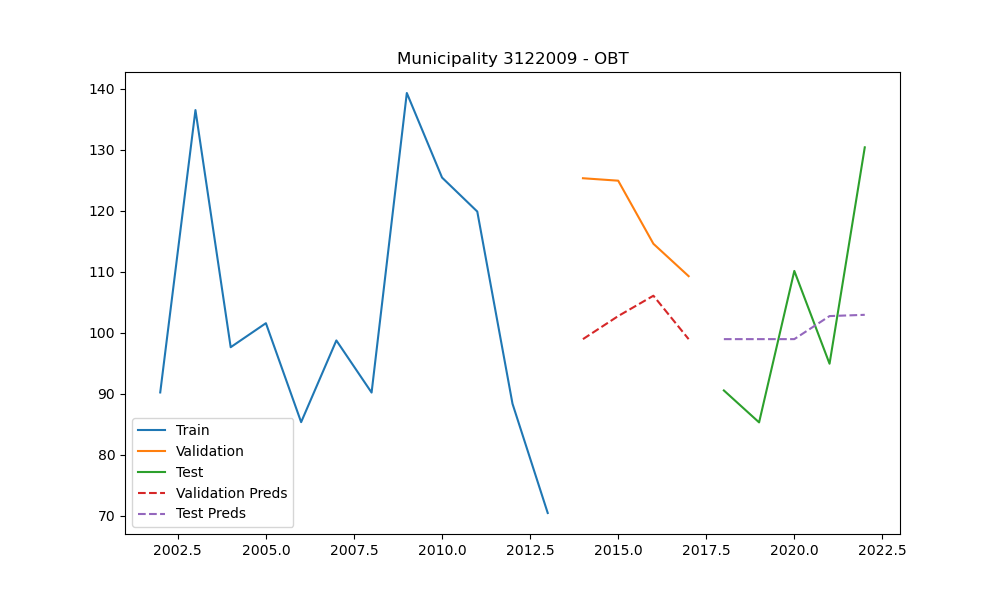 Municipality 3122009 - OBT
140
130
120
110
100
90
80
70
Train
Validation
Test
Validation Preds
Test Preds
2002.5 2005.0 2007.5 2010.0 2012.5 2015.0 2017.5 2020.0 2022.5